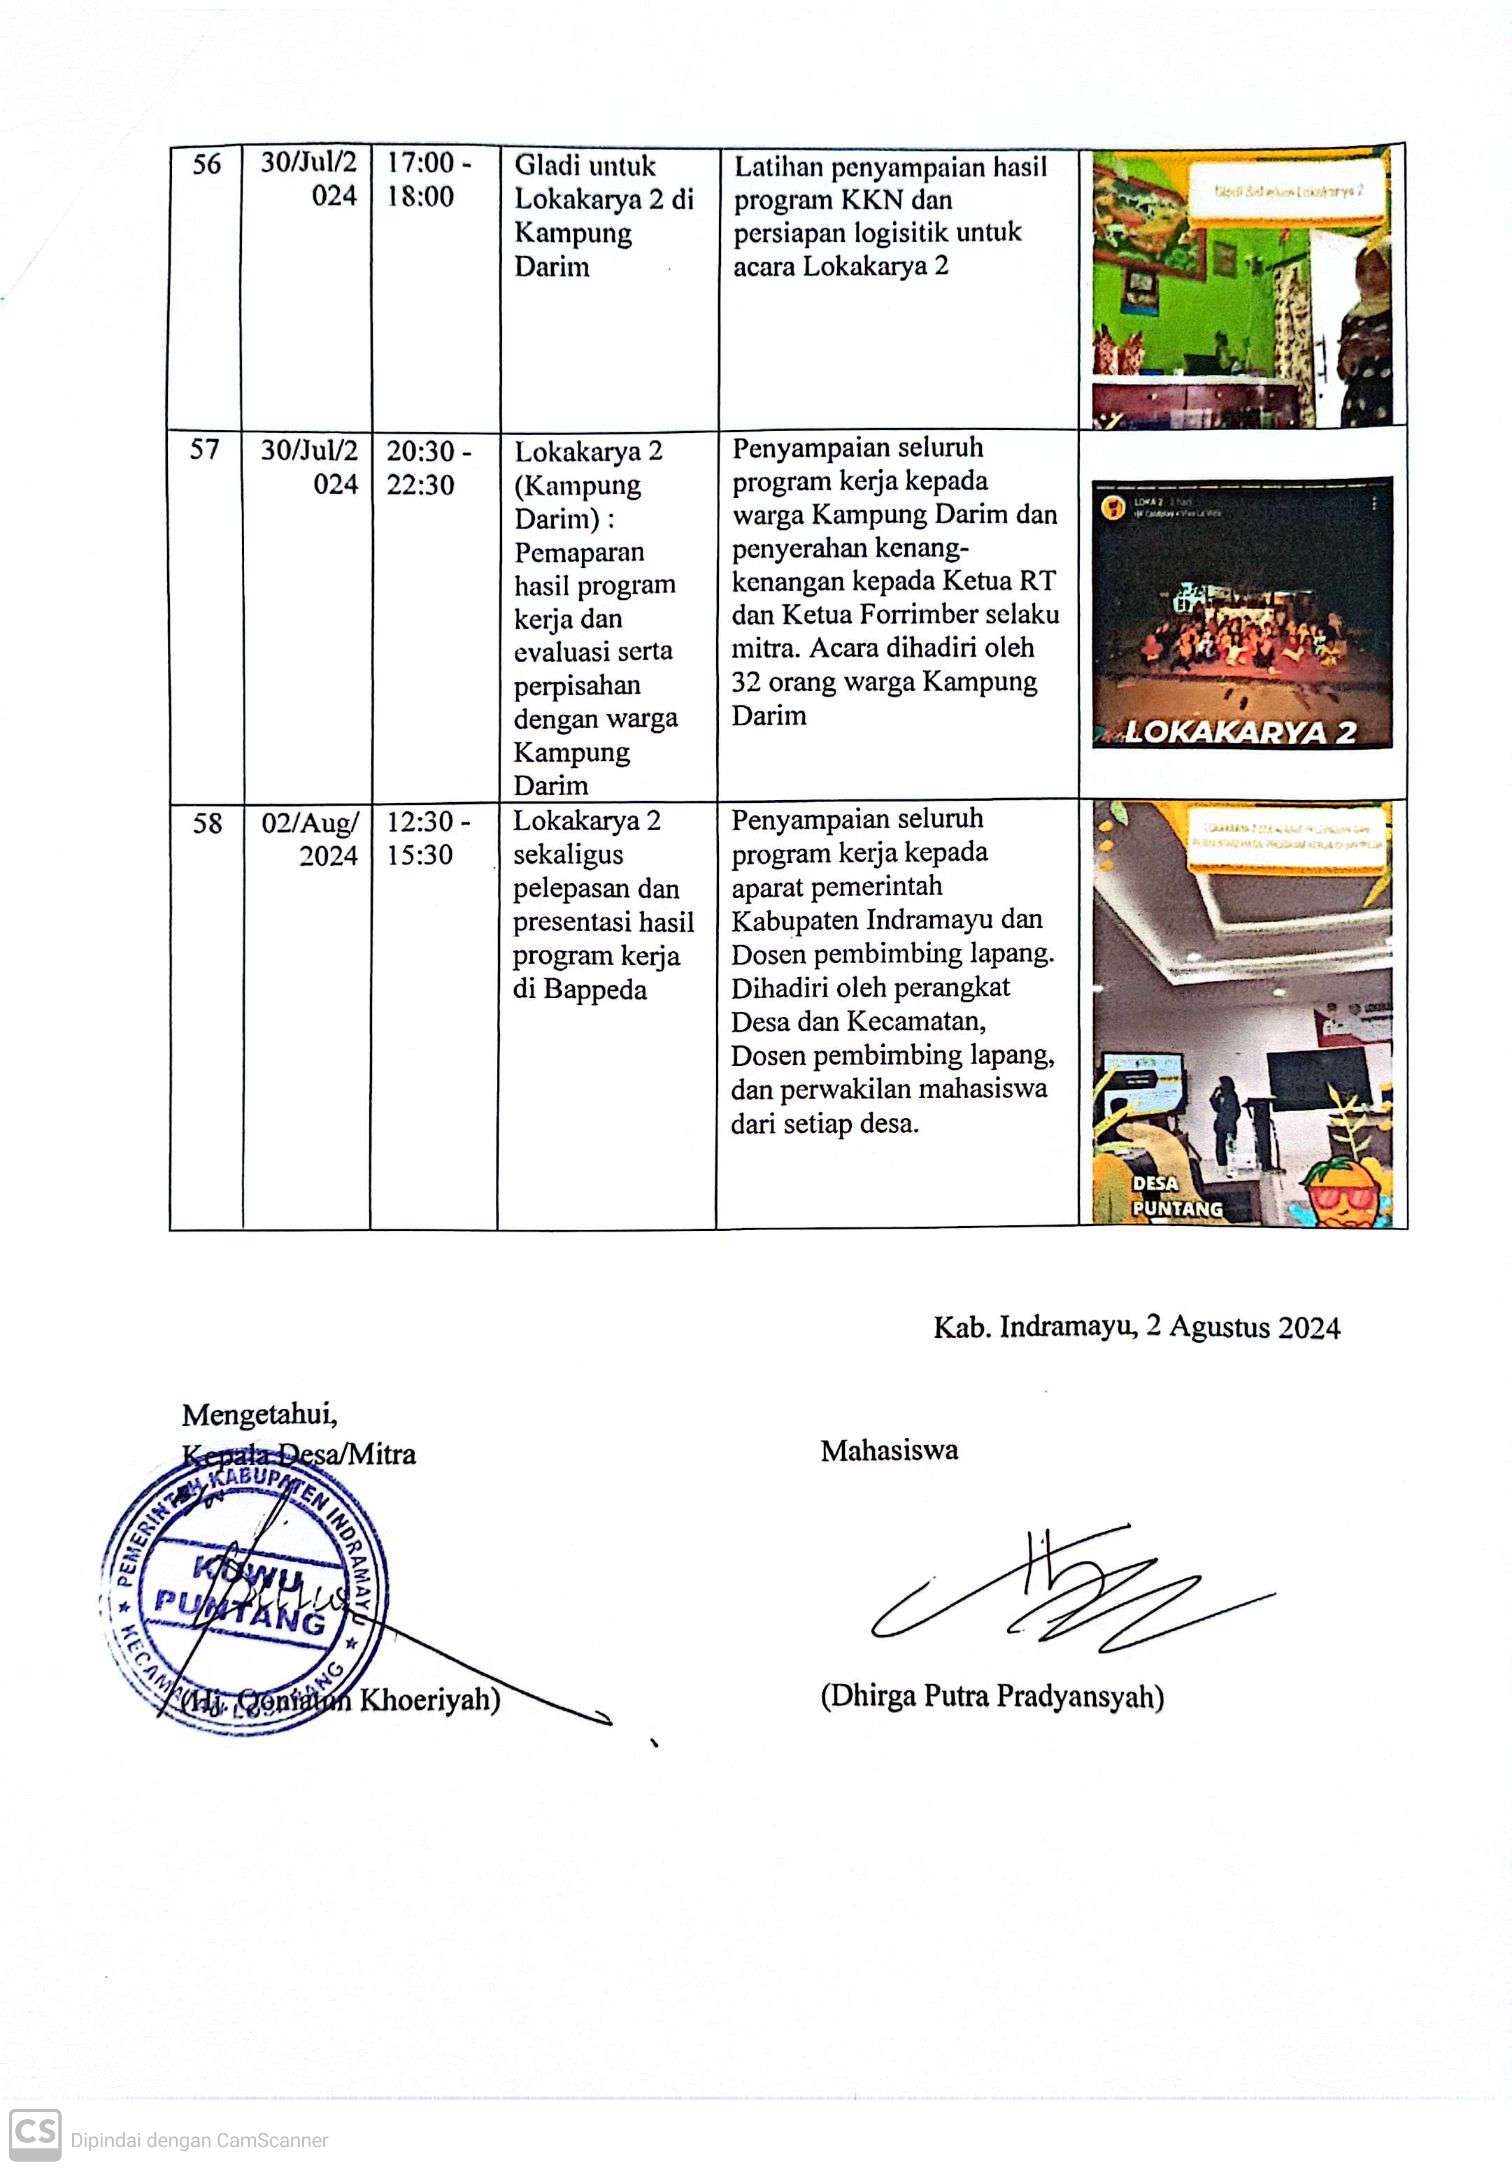 56
30/Jul/2
024
17:00 -
18:00
Gladi untuk
Lokakarya 2 di
Kampung
Darim
Latihan penyampaian hasil
program KKN dan
persiapan logisitik untuk
acara Lokakarya 2
57
30/Jul/2
024
20:30 -
22:30
Lokakarya 2
(Kampung
Darim) :
Pemaparan
hasil program
kerja dan
evaluasi serta
perpisahan
dengan warga
Kampung
Darim
Penyampaian seluruh
program kerja kepada
warga Kampung Darim dan
penyerahan kenang-
kenangan kepada Ketua RT
dan Ketua Forrimber selaku
mitra. Acara dihadiri oleh
32 orang warga Kampung
Darim
LOKA 2
LOKAKARYA 2
58
02/Aug/
2024
12:30 -
15:30
Lokakarya 2
sekaligus
pelepasan dan
presentasi hasil
program kerja
di Bappeda
Penyampaian seluruh
program kerja kepada
aparat pemerintah
Kabupaten Indramayu dan
Dosen pembimbing lapang.
Dihadiri oleh perangkat
Desa dan Kecamatan,
Dosen pembimbing lapang,
dan perwakilan mahasiswa
dari setiap desa.
DESA
PUNTANG
Kab. Indramayu, 2 Agustus 2024
Mengetahui,
Kepala Desa/Mitra
Mahasiswa
PEMERINTAH KABUPATEN INDRAMAYU
KUWU
PUNTANG
KECAMATAN LOSARANG
(Hj. Qoniatun Khoeriyah)
(Dhirga Putra Pradyansyah)
CS
Dipindai dengan CamScanner